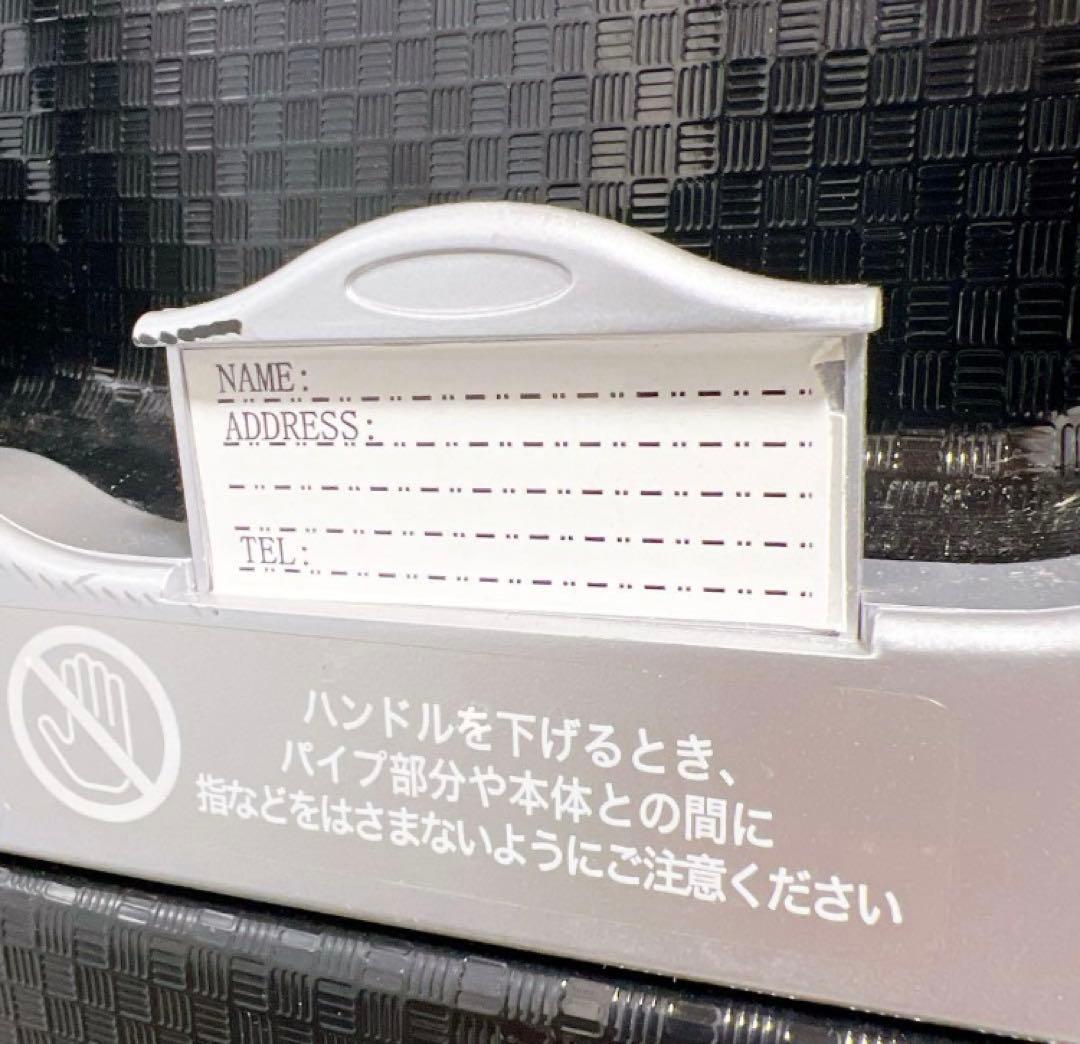 NAME:
ADDRESS:
TEL:
ハンドルを下げるとき、
パイプ部分や本体との間に
指などをはさまないようにご注意ください